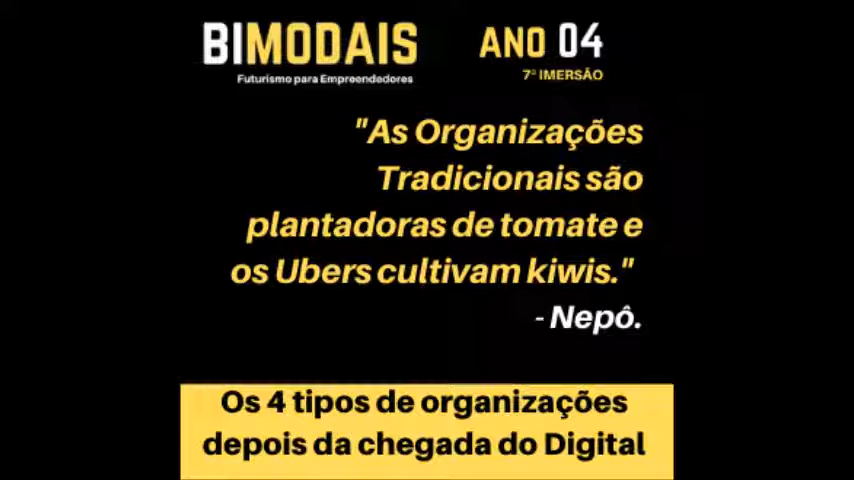 BIMODAIS
Futurismo para Empreendedores
ANO 04
7ª IMERSÃO
"As Organizações
Tradicionais são
plantadoras de tomate e
os Ubers cultivam kiwis."
- Nepô.
Os 4 tipos de organizações
depois da chegada do Digital